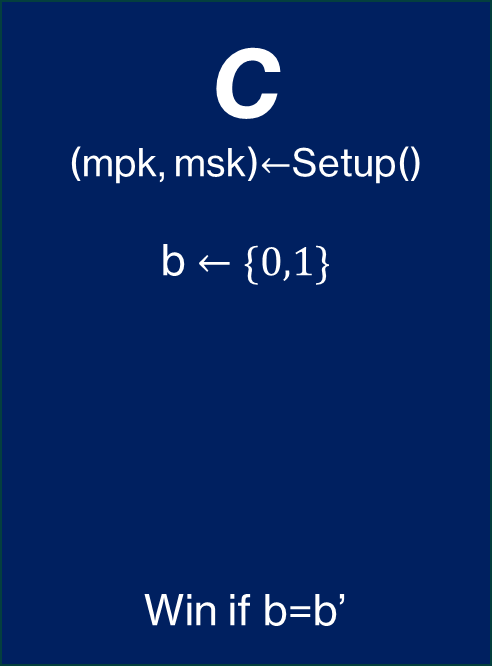 C
(mpk, msk)←Setup()
b ← {0,1}
Win if b=b’